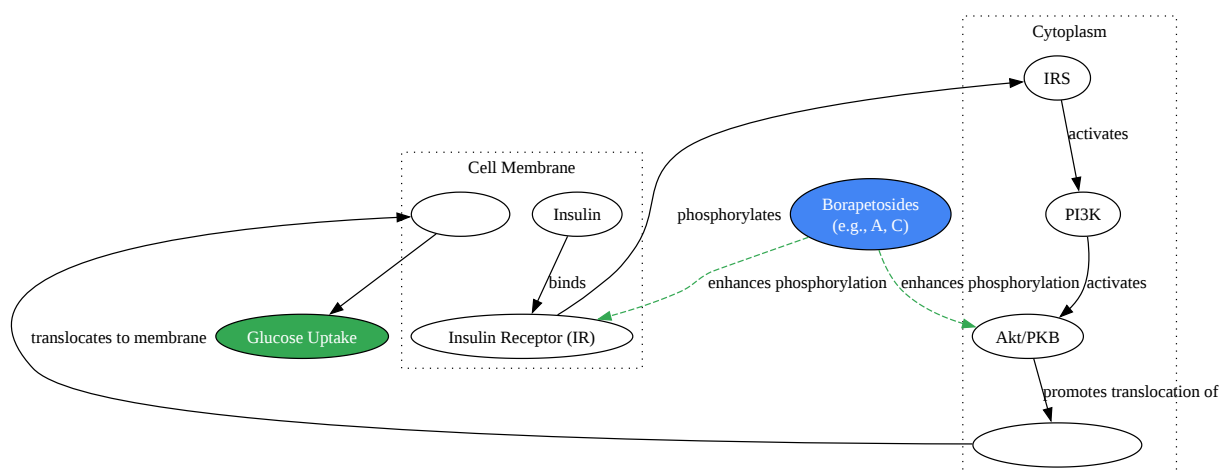 Cytoplasm
IRS
activates
Cell Membrane
Insulin
phosphorylates
Borapetosides
(e.g., A, C)
PI3K
binds
enhances phosphorylation
enhances phosphorylation
activates
translocates to membrane
Glucose Uptake
Insulin Receptor (IR)
Akt/PKB
promotes translocation of